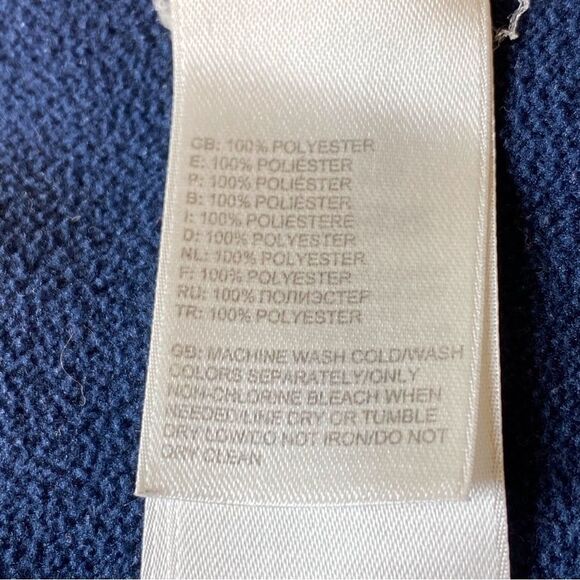 GB: 100% POLYESTER
E: 100% POLIÉSTER
P: 100% POLIÉSTER
B: 100% POLYESTER
I: 100% POLIESTERE
D: 100% POLYESTER
NL: 100% POLYESTER
F: 100% POLYESTER
RU: 100% ПОЛИЭСТЕР
TR: 100% POLYESTER
GB: MACHINE WASH COLD/WASH
COLORS SEPARATELY/ONLY
NON-CHLORINE BLEACH WHEN
NEEDED/LINE DRY OR TUMBLE
DRY LOW/DO NOT IRON/DO NOT
DRY CLEAN